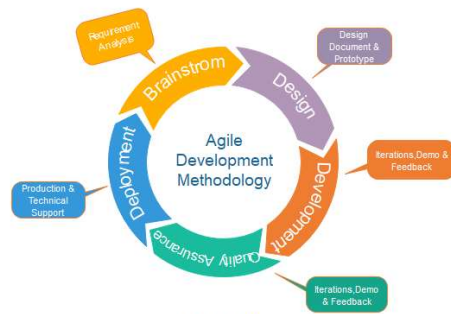 Requirement
Analysis
Brainstrom
Design
Design
Document &
Prototype
Agile
Development
Methodology
Development
Iterations,Demo &
Feedback
Deployment
Production &
Technical
Support
Quality Assurance
Iterations,Demo
& Feedback